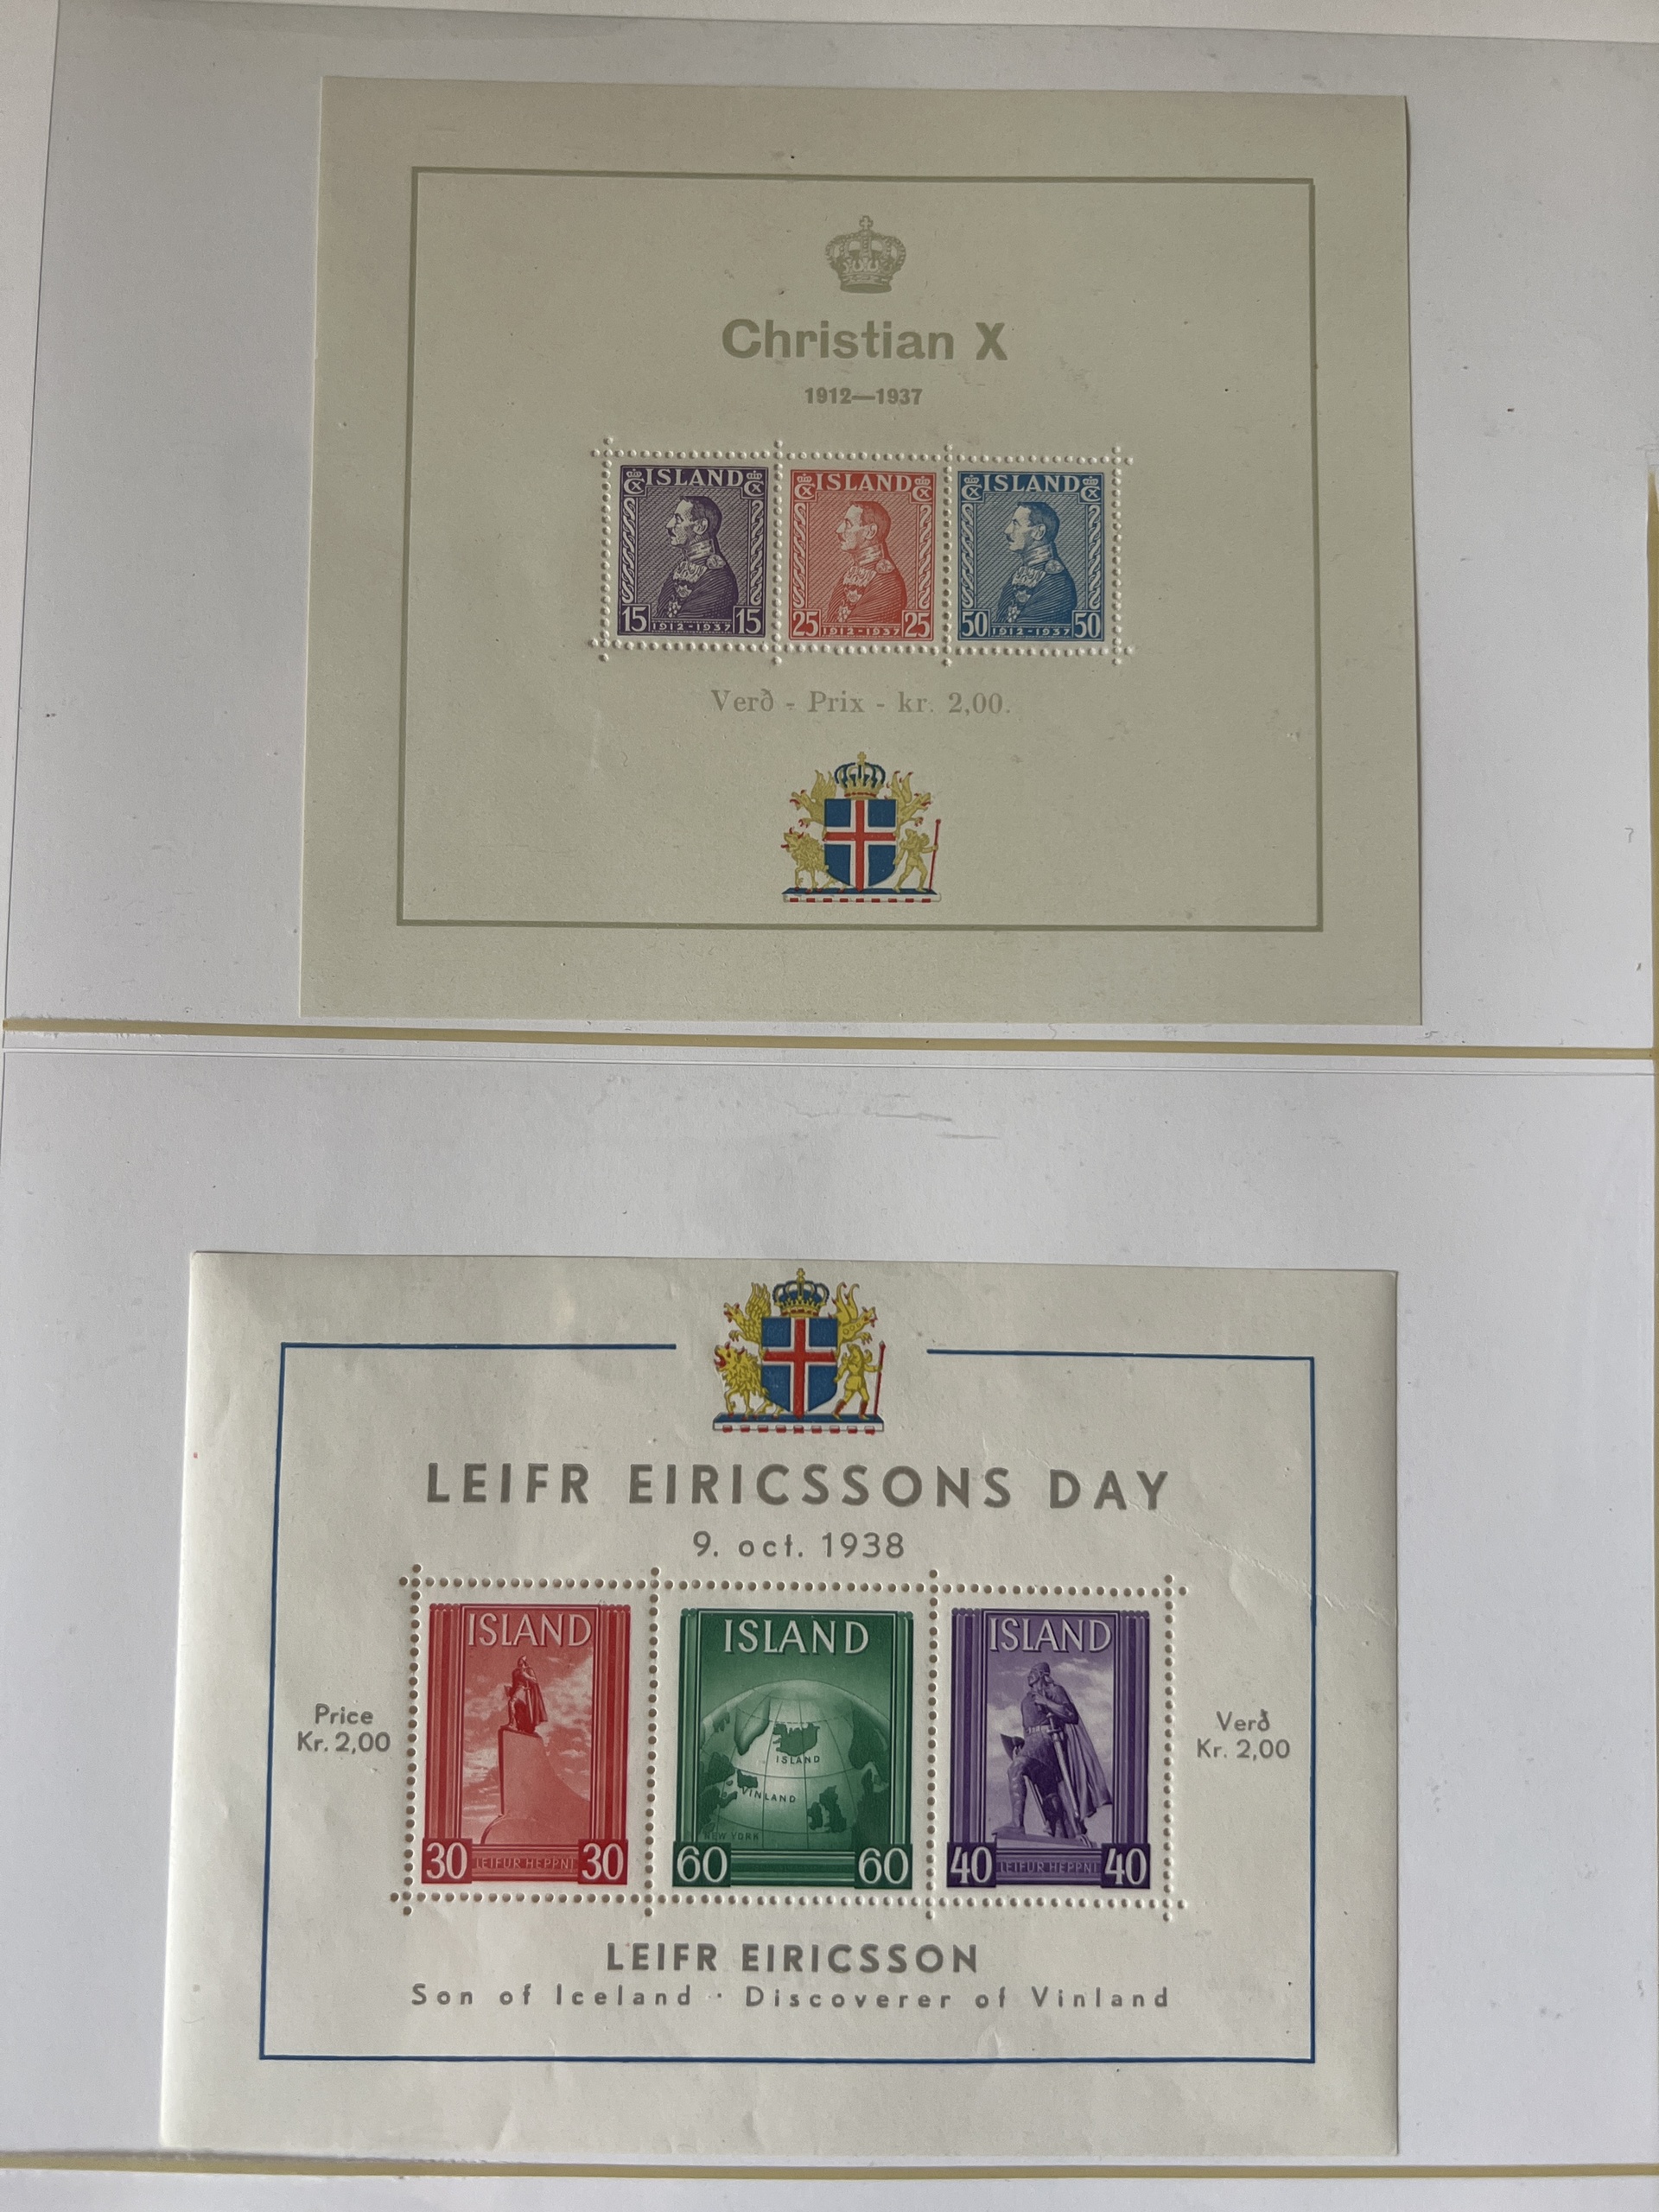 Christian X
1912—1937
ISLAND ISLAND ISLAND
15 1912-1937 15 25 1912-1937 25 50 1912-1937 50
Verð - Prix - kr. 2,00.
LEIFR EIRICSSONS DAY
9. oct. 1938
ISLAND ISLAND ISLAND
Price
Kr. 2,00
ISLAND
VINLAND
NEW YORK
Verð
Kr. 2,00
30 LEIFUR HEPPNI 30 60 60 40 LEIFUR HEPPNI 40
LEIFR EIRICSSON
Son of Iceland · Discoverer of Vinland